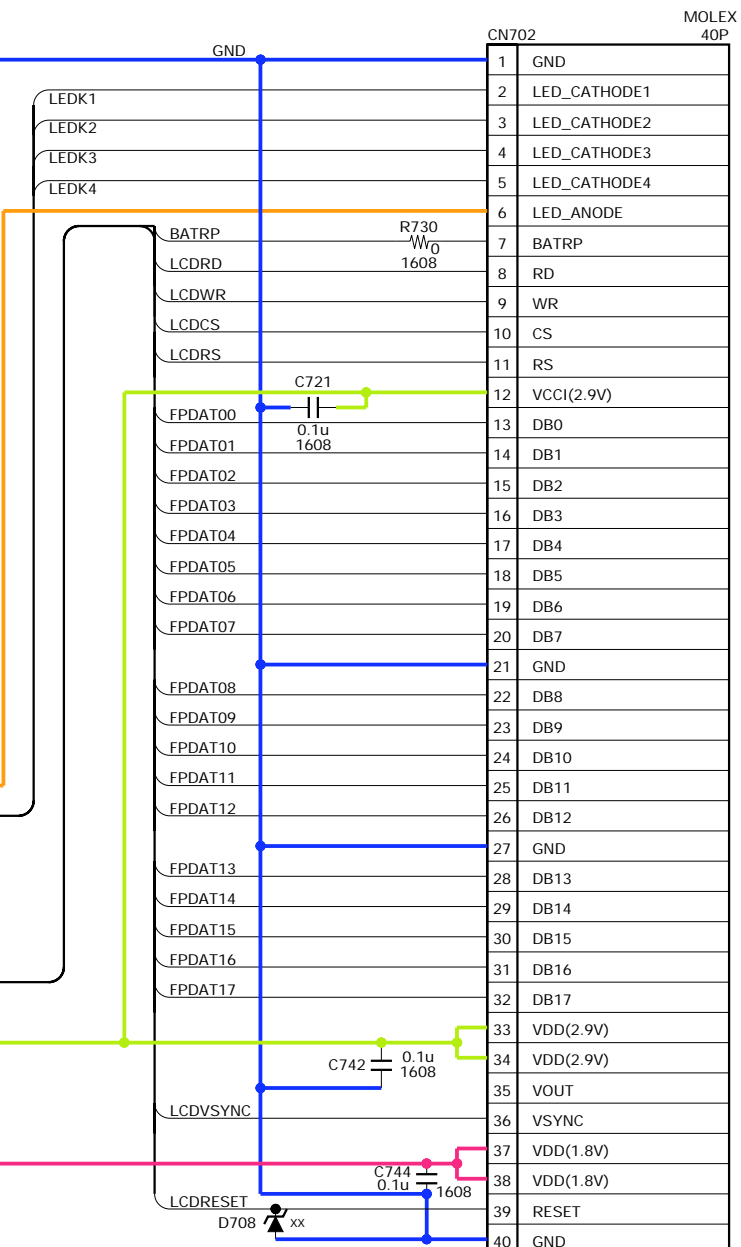 MOLEX
CN702 40P
GND 1 GND
LEDK1 2 LED_CATHODE1
LEDK2 3 LED_CATHODE2
LEDK3 4 LED_CATHODE3
LEDK4 5 LED_CATHODE4
6 LED_ANODE
BATRP R730 0 1608 7 BATRP
LCDRD 8 RD
LCDWR 9 WR
LCDCS 10 CS
LCDRS 11 RS
C721 0.1u 1608 12 VCCI(2.9V)
FPDAT00 13 DB0
FPDAT01 14 DB1
FPDAT02 15 DB2
FPDAT03 16 DB3
FPDAT04 17 DB4
FPDAT05 18 DB5
FPDAT06 19 DB6
FPDAT07 20 DB7
21 GND
FPDAT08 22 DB8
FPDAT09 23 DB9
FPDAT10 24 DB10
FPDAT11 25 DB11
FPDAT12 26 DB12
27 GND
FPDAT13 28 DB13
FPDAT14 29 DB14
FPDAT15 30 DB15
FPDAT16 31 DB16
FPDAT17 32 DB17
33 VDD(2.9V)
C742 0.1u 1608 34 VDD(2.9V)
35 VOUT
LCDVSYNC 36 VSYNC
37 VDD(1.8V)
C744 0.1u 1608 38 VDD(1.8V)
LCDRESET 39 RESET
D708 xx
40 GND